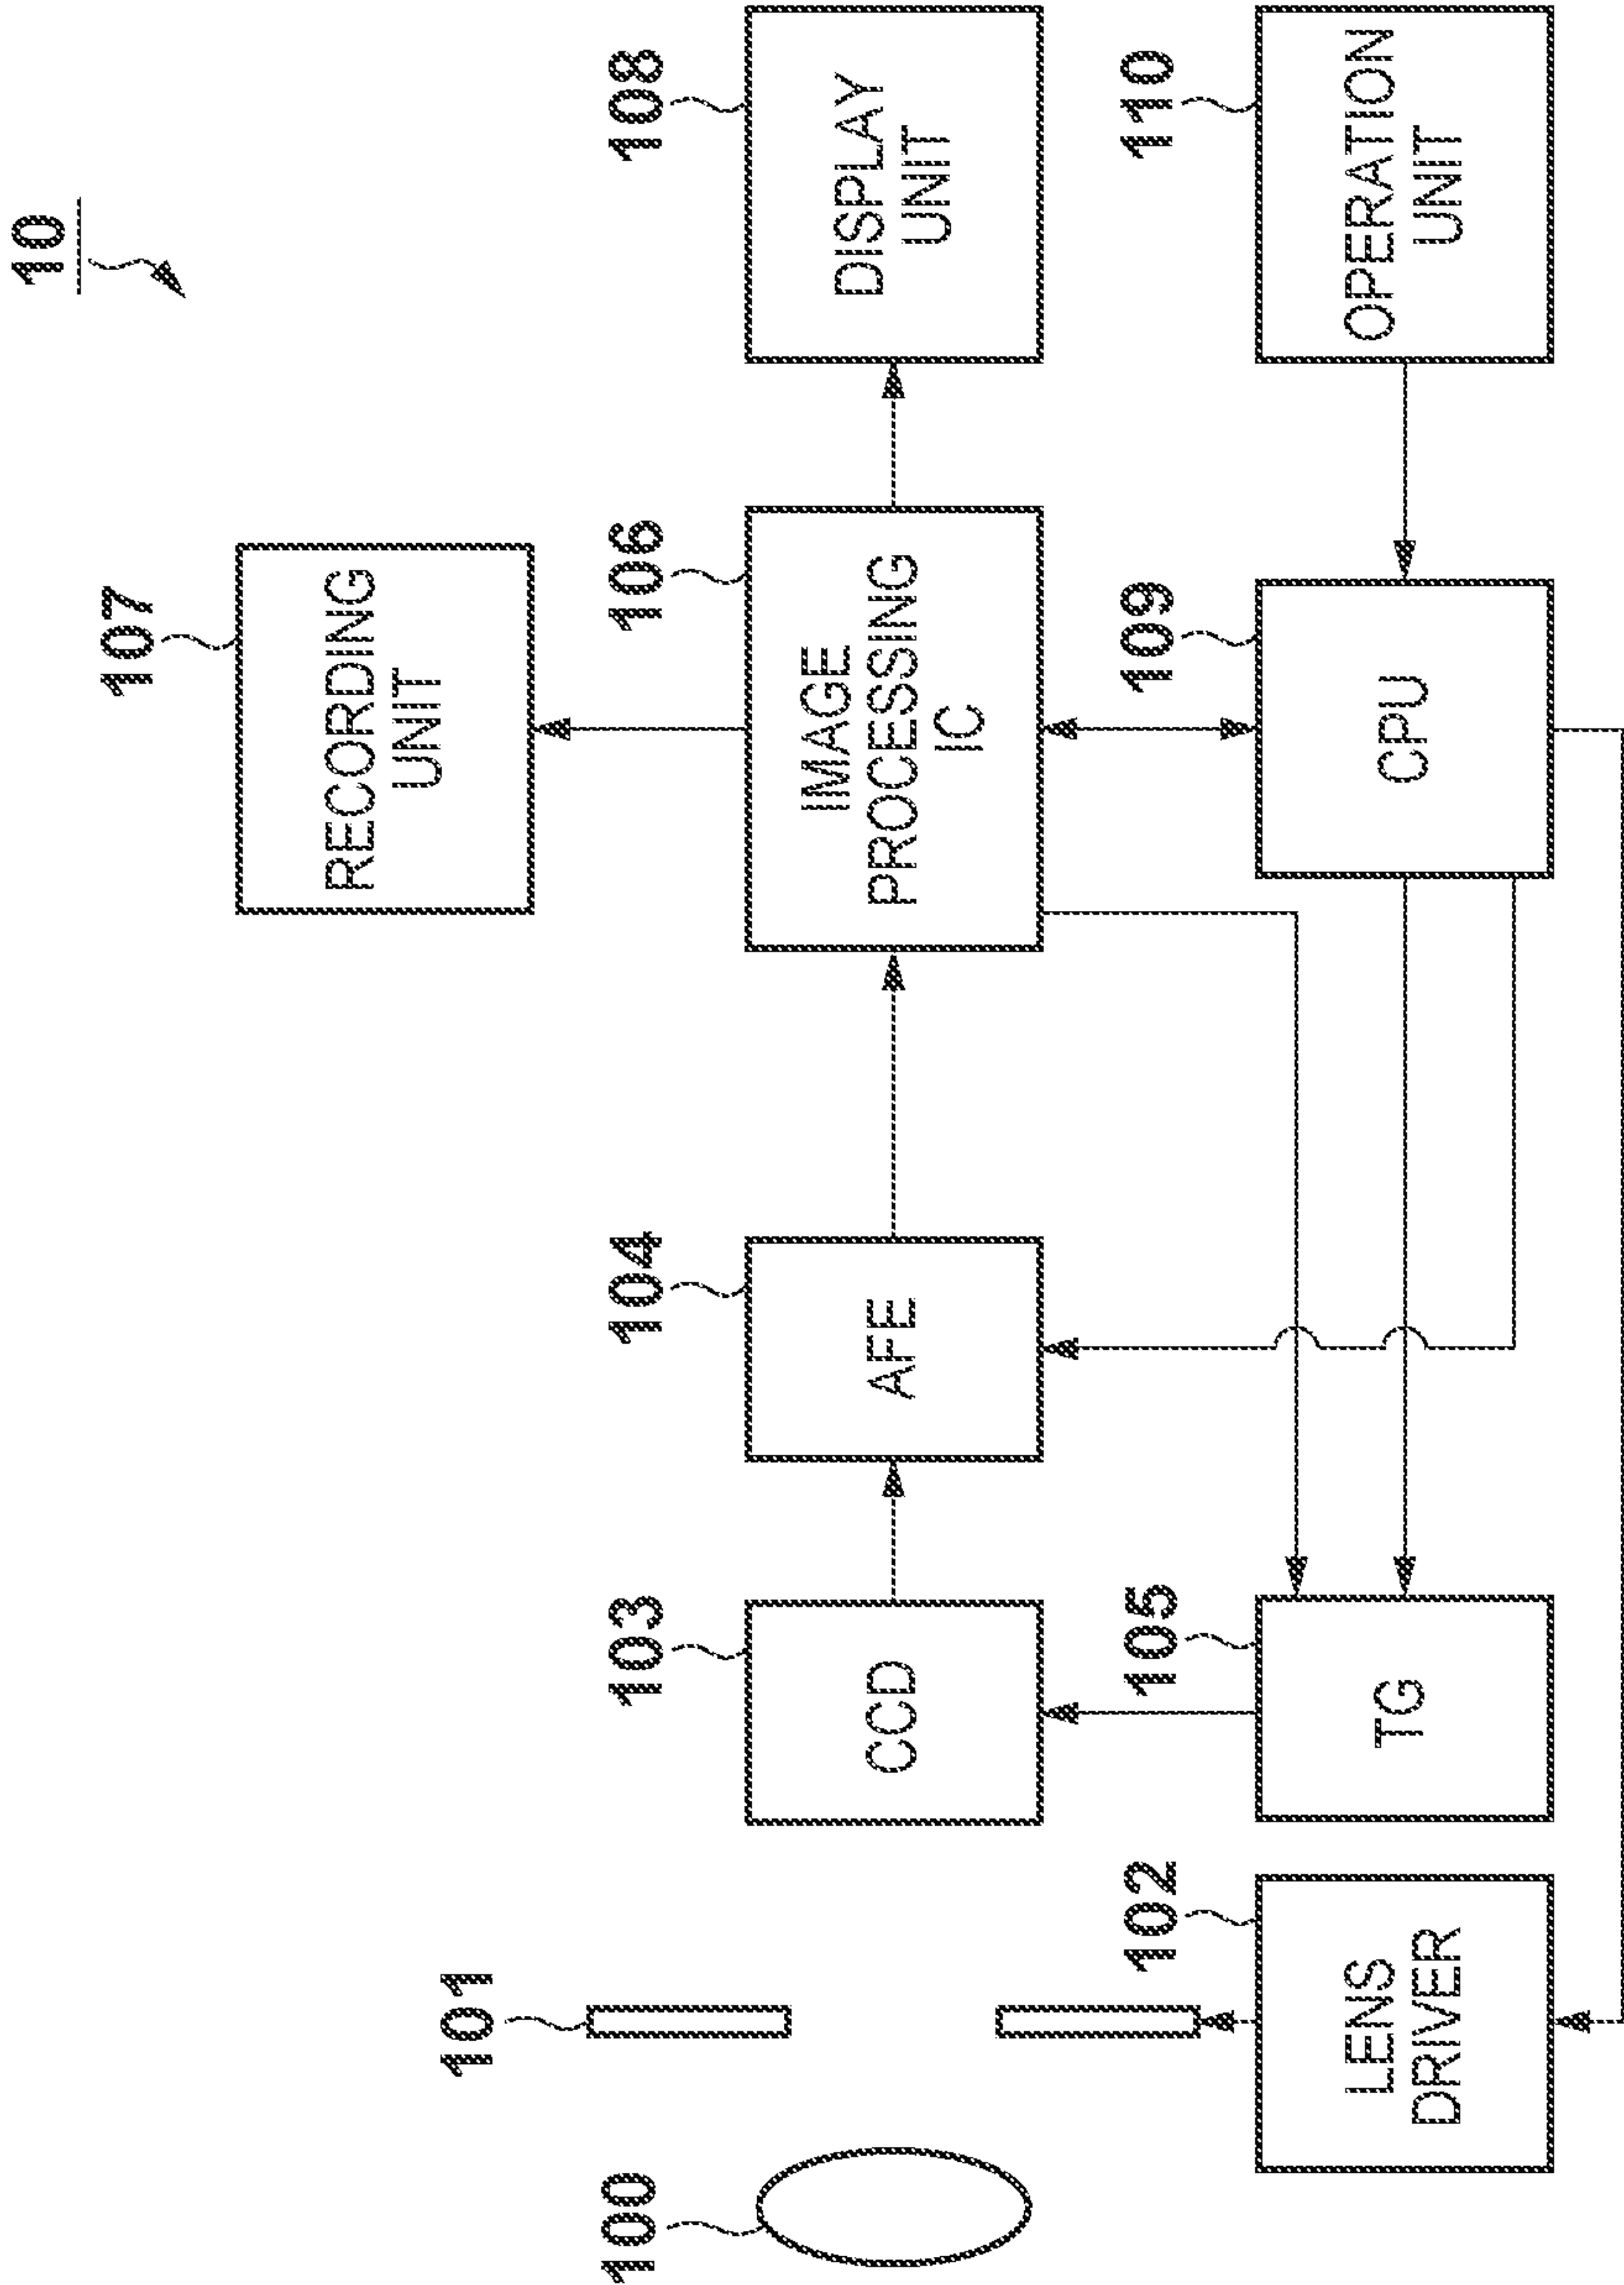 10
107
RECORDING
UNIT
100
101
103
CCD
104
AFE
106
IMAGE
PROCESSING
IC
108
DISPLAY
UNIT
102
LENS
DRIVER
105
TG
109
CPU
110
OPERATION
UNIT